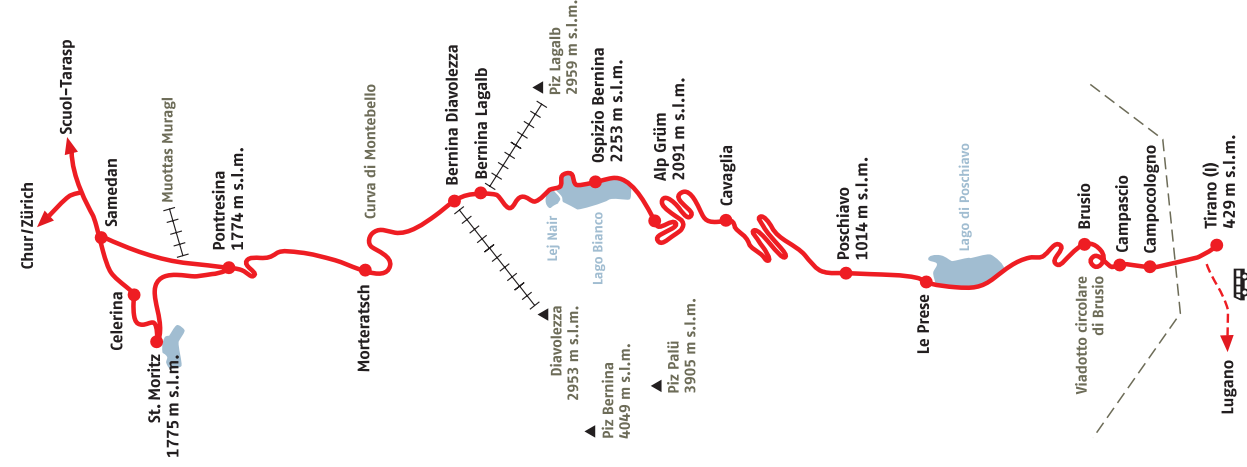 Chur/Zürich
Scuol-Tarasp
Samedan
Muottas Muragl
Celerina
St. Moritz
1775 m s.l.m.
Pontresina
1774 m s.l.m.
Morteratsch
Curva di Montebello
Bernina Diavolezza
Bernina Lagalb
Piz Lagalb
2959 m s.l.m.
Diavolezza
2953 m s.l.m.
Piz Bernina
4049 m s.l.m.
Piz Palü
3905 m s.l.m.
Lej Nair
Lago Bianco
Ospizio Bernina
2253 m s.l.m.
Alp Grüm
2091 m s.l.m.
Cavaglia
Poschiavo
1014 m s.l.m.
Le Prese
Lago di Poschiavo
Brusio
Viadotto circolare
di Brusio
Campascio
Campocologno
Tirano (I)
429 m s.l.m.
Lugano